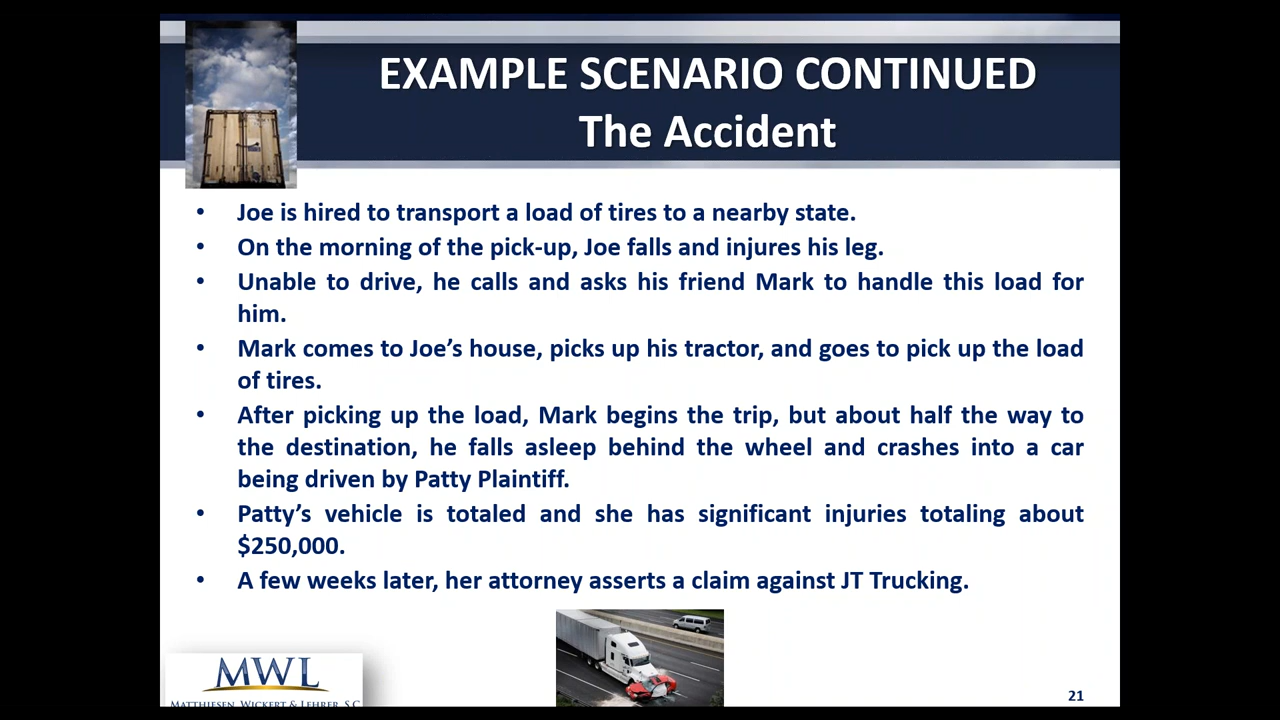 EXAMPLE SCENARIO CONTINUED
The Accident
• Joe is hired to transport a load of tires to a nearby state.
• On the morning of the pick-up, Joe falls and injures his leg.
• Unable to drive, he calls and asks his friend Mark to handle this load for
him.
• Mark comes to Joe's house, picks up his tractor, and goes to pick up the load
of tires.
• After picking up the load, Mark begins the trip, but about half the way to
the destination, he falls asleep behind the wheel and crashes into a car
being driven by Patty Plaintiff.
• Patty's vehicle is totaled and she has significant injuries totaling about
$250,000.
• A few weeks later, her attorney asserts a claim against JT Trucking.
MWL
MATTHIESEN, WICKERT & LEHRER, S.C.
21